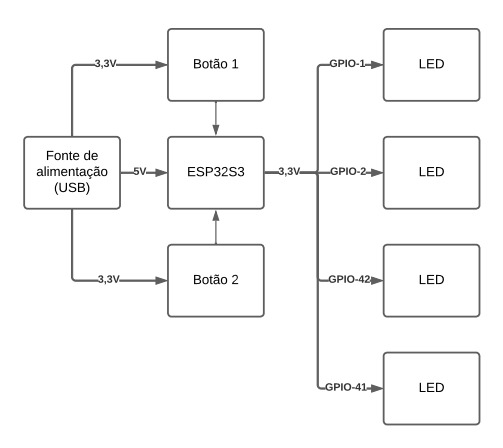 Botão 1
3,3V
GPIO-1
LED
Fonte de
alimentação
(USB)
5V
ESP32S3
3,3V
GPIO-2
LED
3,3V
Botão 2
GPIO-42
LED
GPIO-41
LED